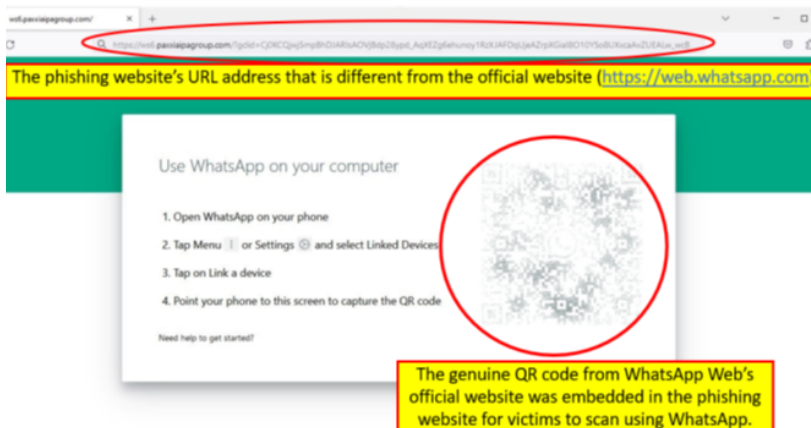 ws6.paxxiaipagroup.com/
The phishing website's URL address that is different from the official website (https://web.whatsapp.com)
Use WhatsApp on your computer
1. Open WhatsApp on your phone
2. Tap Menu or Settings and select Linked Devices
3. Tap on Link a device
4. Point your phone to this screen to capture the QR code
Need help to get started?
The genuine QR code from WhatsApp Web's
official website was embedded in the phishing
website for victims to scan using WhatsApp.